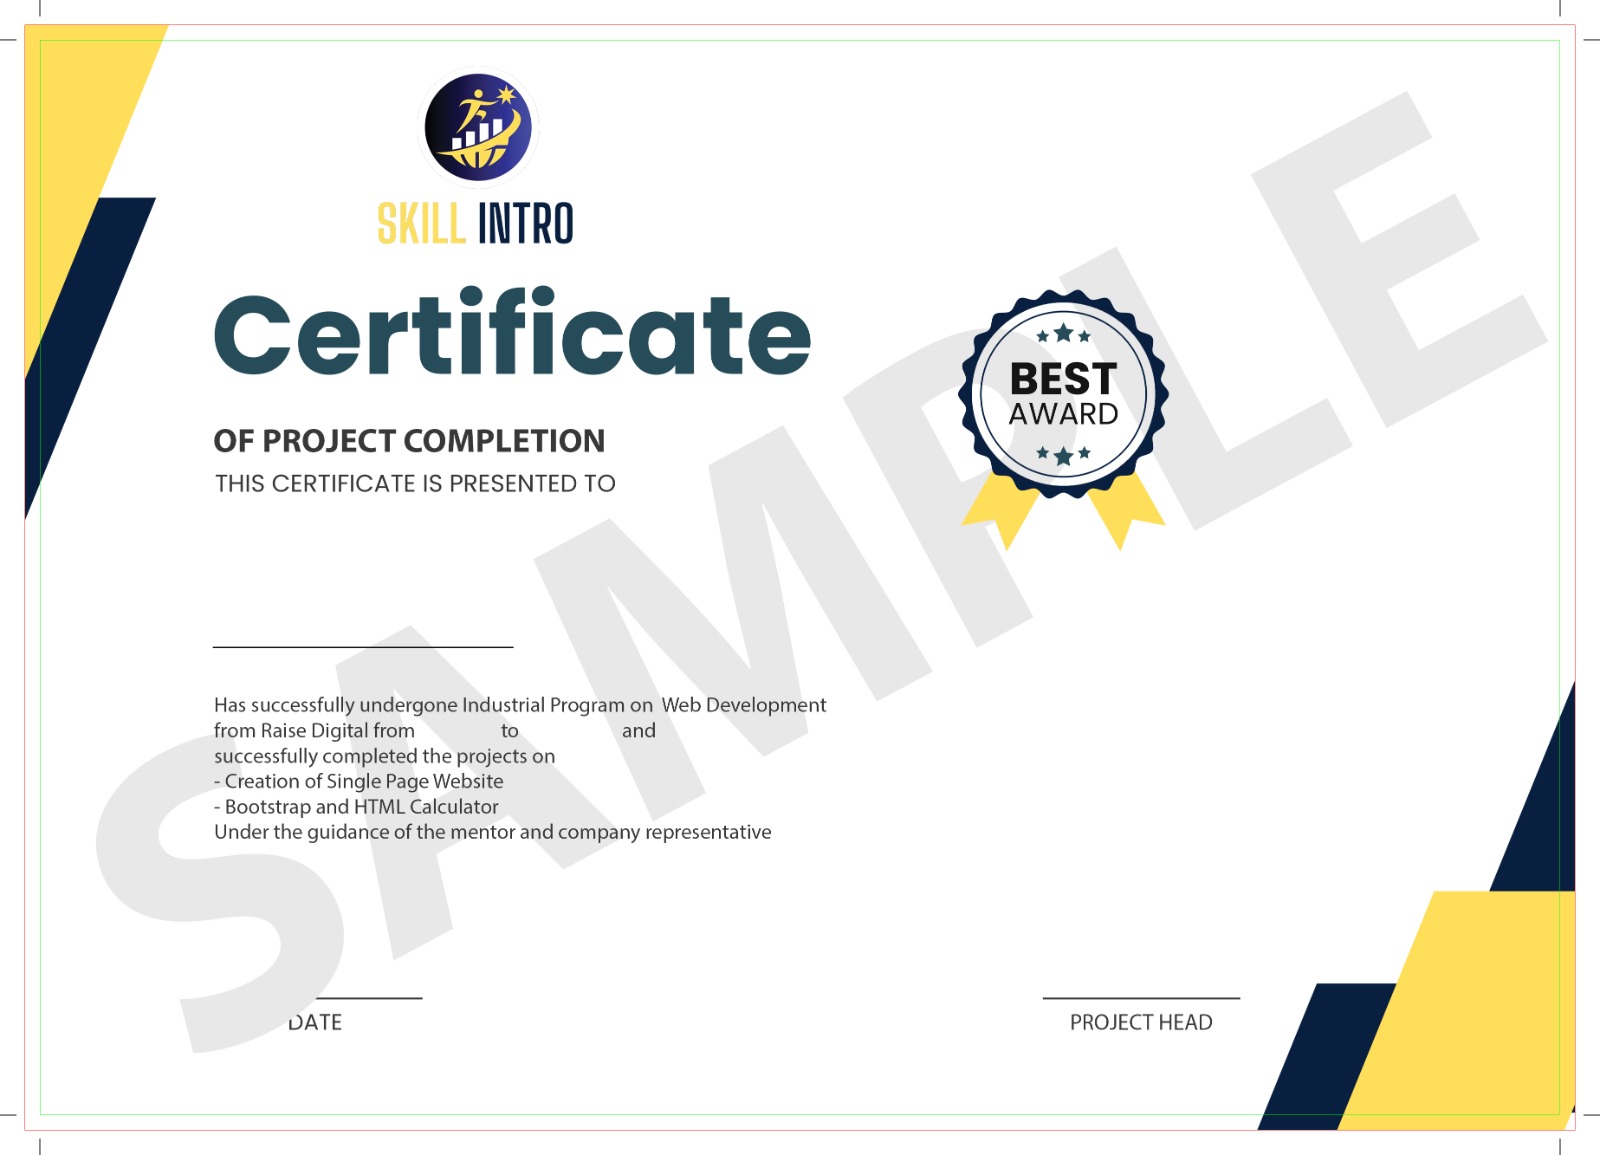 SKILL INTRO
Certificate
OF PROJECT COMPLETION
THIS CERTIFICATE IS PRESENTED TO
BEST
AWARD
Has successfully undergone Industrial Program on Web Development
from Raise Digital from to and
successfully completed the projects on
- Creation of Single Page Website
- Bootstrap and HTML Calculator
Under the guidance of the mentor and company representative
DATE
PROJECT HEAD
SAMPLE